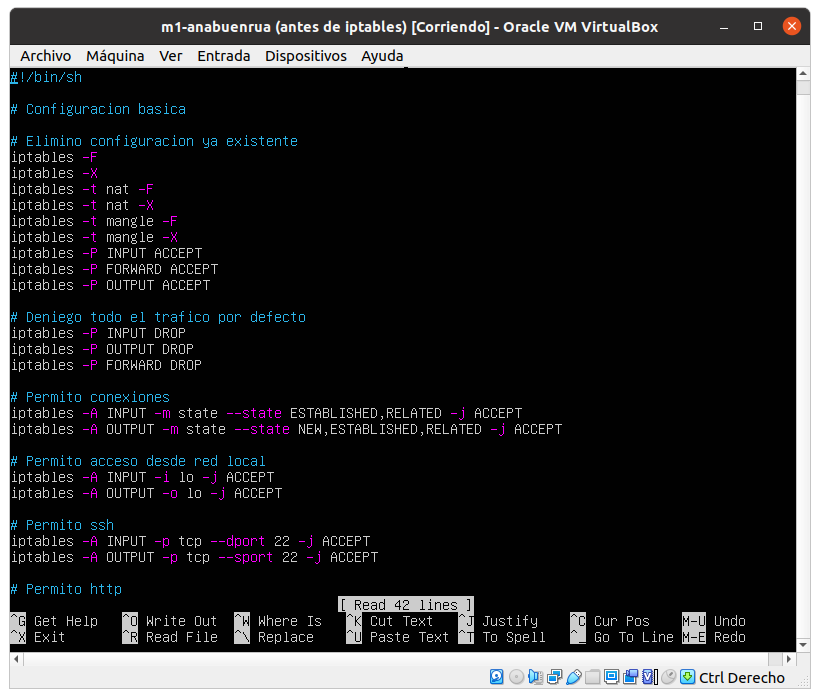 m1-anabuenrua (antes de iptables) [Corriendo] - Oracle VM VirtualBox
Archivo Máquina Ver Entrada Dispositivos Ayuda
#!/bin/sh
# Configuracion basica
# Elimino configuracion ya existente
iptables -F
iptables -X
iptables -t nat -F
iptables -t nat -X
iptables -t mangle -F
iptables -t mangle -X
iptables -P INPUT ACCEPT
iptables -P FORWARD ACCEPT
iptables -P OUTPUT ACCEPT
# Deniego todo el trafico por defecto
iptables -P INPUT DROP
iptables -P OUTPUT DROP
iptables -P FORWARD DROP
# Permito conexiones
iptables -A INPUT -m state --state ESTABLISHED,RELATED -j ACCEPT
iptables -A OUTPUT -m state --state NEW,ESTABLISHED,RELATED -j ACCEPT
# Permito acceso desde red local
iptables -A INPUT -i lo -j ACCEPT
iptables -A OUTPUT -o lo -j ACCEPT
# Permito ssh
iptables -A INPUT -p tcp --dport 22 -j ACCEPT
iptables -A OUTPUT -p tcp --sport 22 -j ACCEPT
# Permito http
[ Read 42 lines ]
^G Get Help ^O Write Out ^W Where Is ^K Cut Text ^J Justify ^C Cur Pos M-U Undo
^X Exit ^R Read File ^\ Replace ^U Paste Text ^T To Spell ^_ Go To Line M-E Redo
Ctrl Derecho